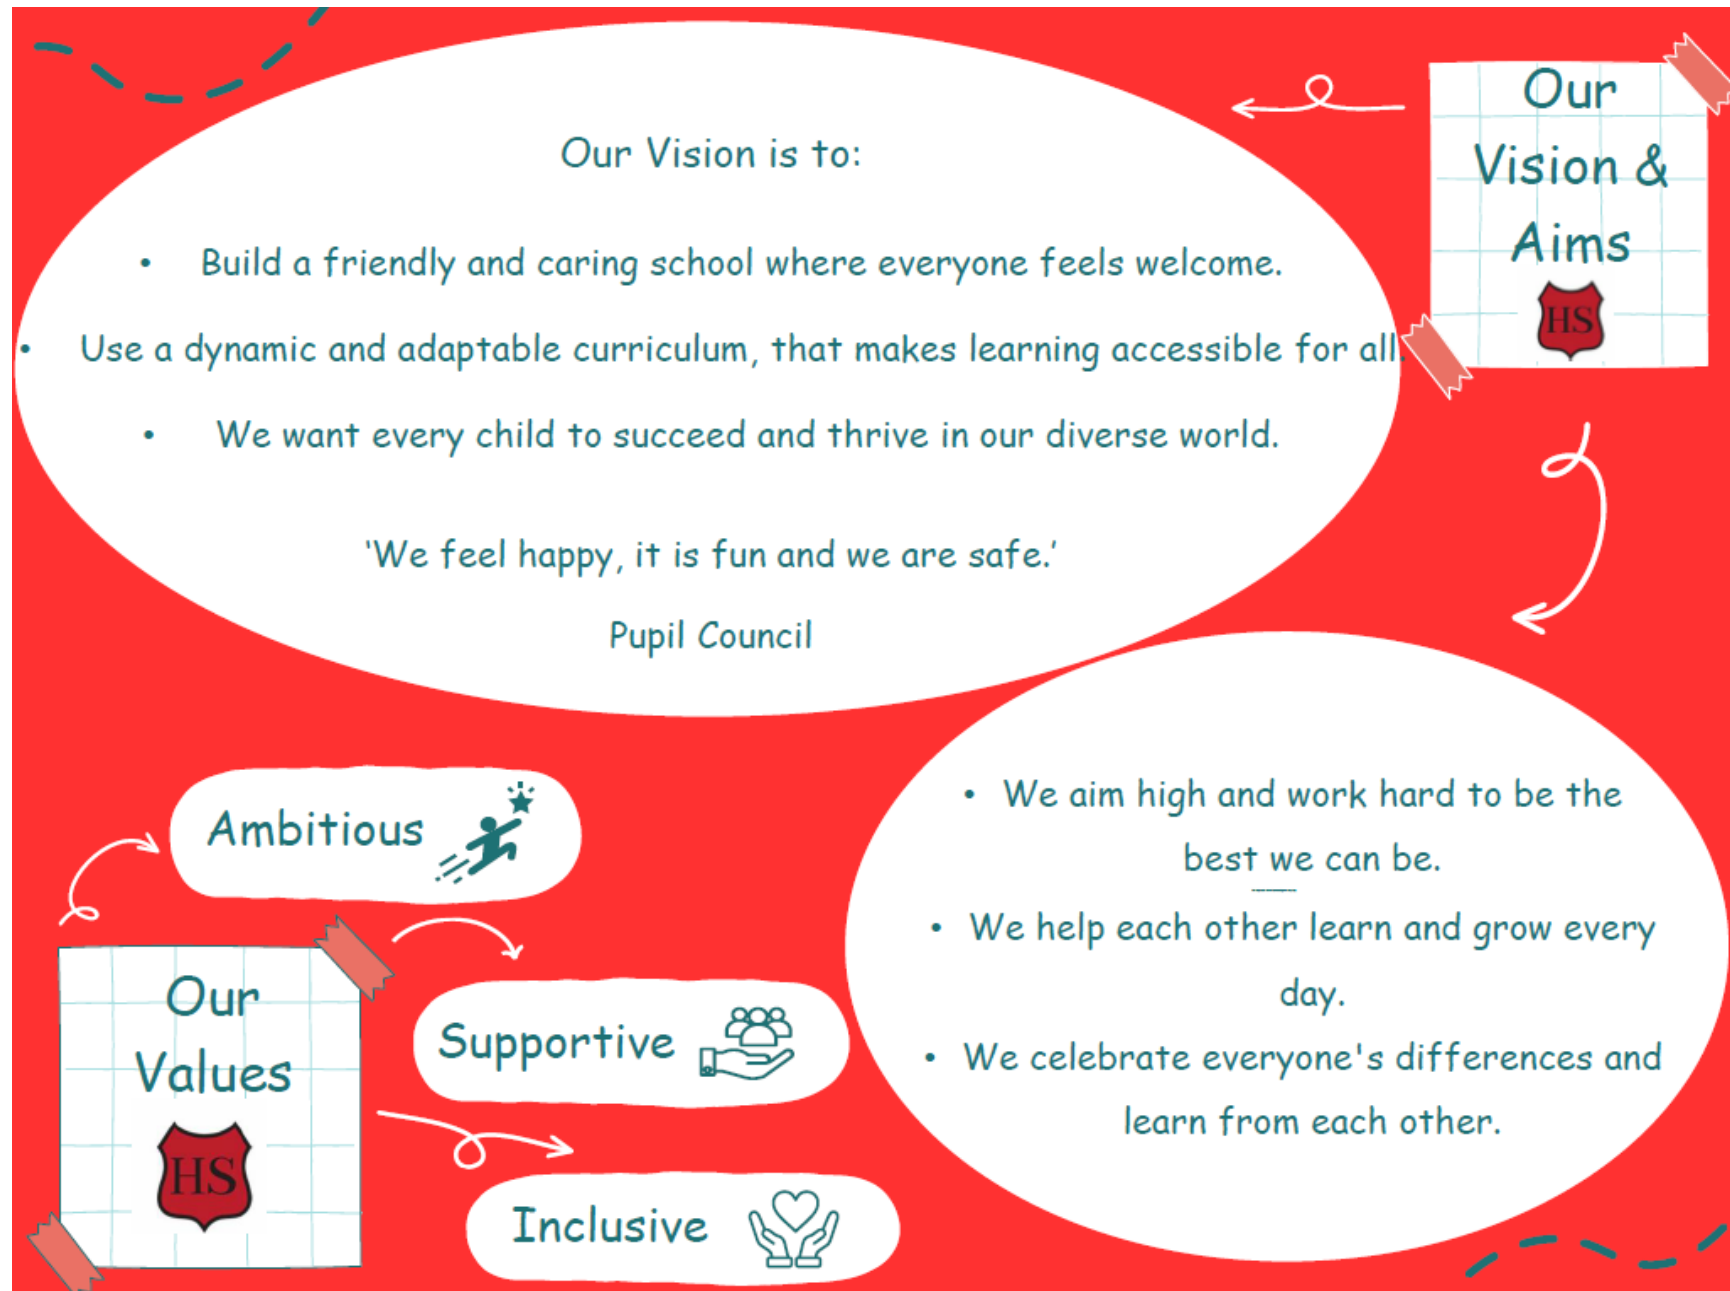 Our
Vision &
Aims
HS
Our Vision is to:
• Build a friendly and caring school where everyone feels welcome.
• Use a dynamic and adaptable curriculum, that makes learning accessible for all.
• We want every child to succeed and thrive in our diverse world.
'We feel happy, it is fun and we are safe.'
Pupil Council
• We aim high and work hard to be the
best we can be.
• We help each other learn and grow every
day.
• We celebrate everyone's differences and
learn from each other.
Our
Values
HS
Ambitious
Supportive
Inclusive